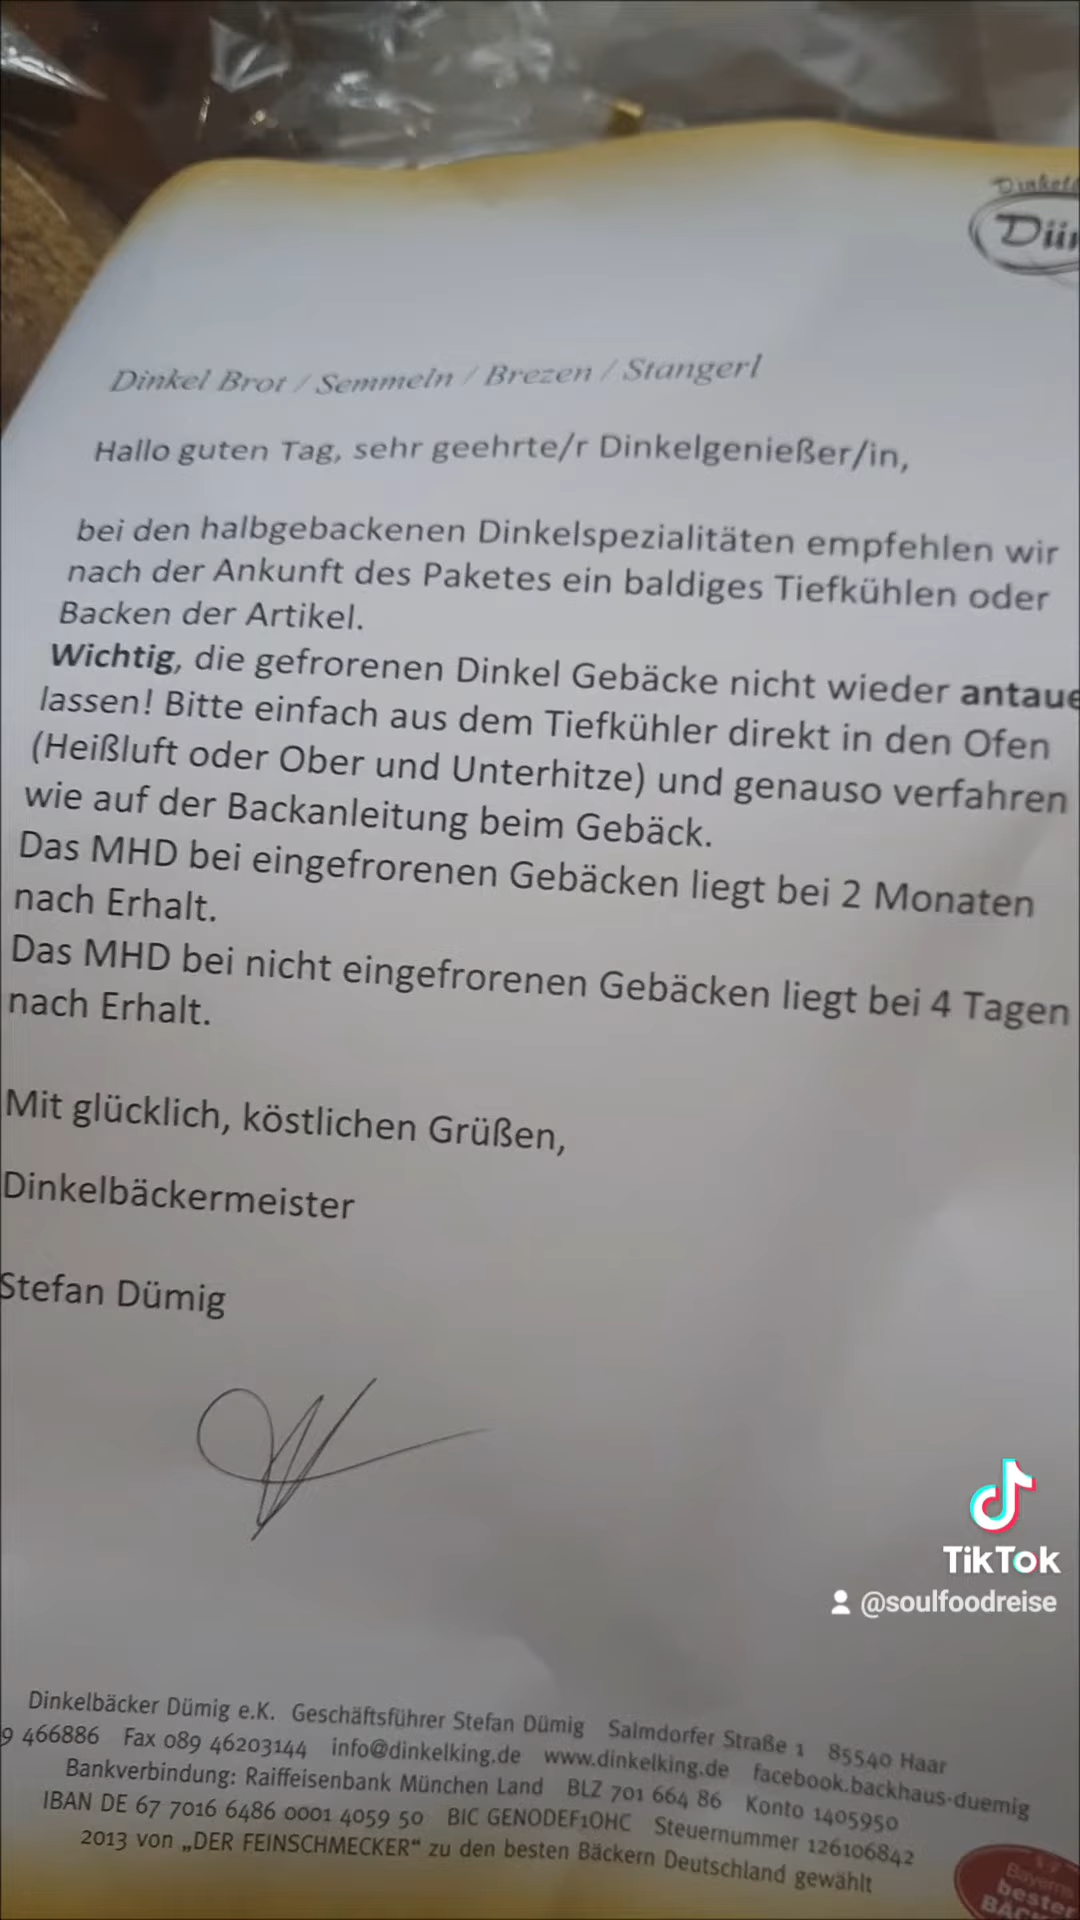 Dinkel Brot / Semmeln / Brezen / Stangerl
Hallo guten Tag, sehr geehrte/r Dinkelgenießer/in,
bei den halbgebackenen Dinkelspezialitäten empfehlen wir
nach der Ankunft des Paketes ein baldiges Tiefkühlen oder
Backen der Artikel.
Wichtig, die gefrorenen Dinkel Gebäcke nicht wieder antaue
lassen! Bitte einfach aus dem Tiefkühler direkt in den Ofen
(Heißluft oder Ober und Unterhitze) und genauso verfahren
wie auf der Backanleitung beim Gebäck.
Das MHD bei eingefrorenen Gebäcken liegt bei 2 Monaten
nach Erhalt.
Das MHD bei nicht eingefrorenen Gebäcken liegt bei 4 Tagen
nach Erhalt.
Mit glücklich, köstlichen Grüßen,
Dinkelbäckermeister
Stefan Dümig
TikTok
@soulfoodreise
Dinkelbäcker Dümig e.K. Geschäftsführer Stefan Dümig Salmdorfer Straße 1 85540 Haar
9 466886 Fax 089 46203144 info@dinkelking.de www.dinkelking.de facebook.backhaus-duemig
Bankverbindung: Raiffeisenbank München Land BLZ 701 664 86 Konto 1405950
IBAN DE 67 7016 6486 0001 4059 50 BIC GENODEF1OHC Steuernummer 126106842
2013 von „DER FEINSCHMECKER“ zu den besten Bäckern Deutschland gewählt
Bayerns
bester